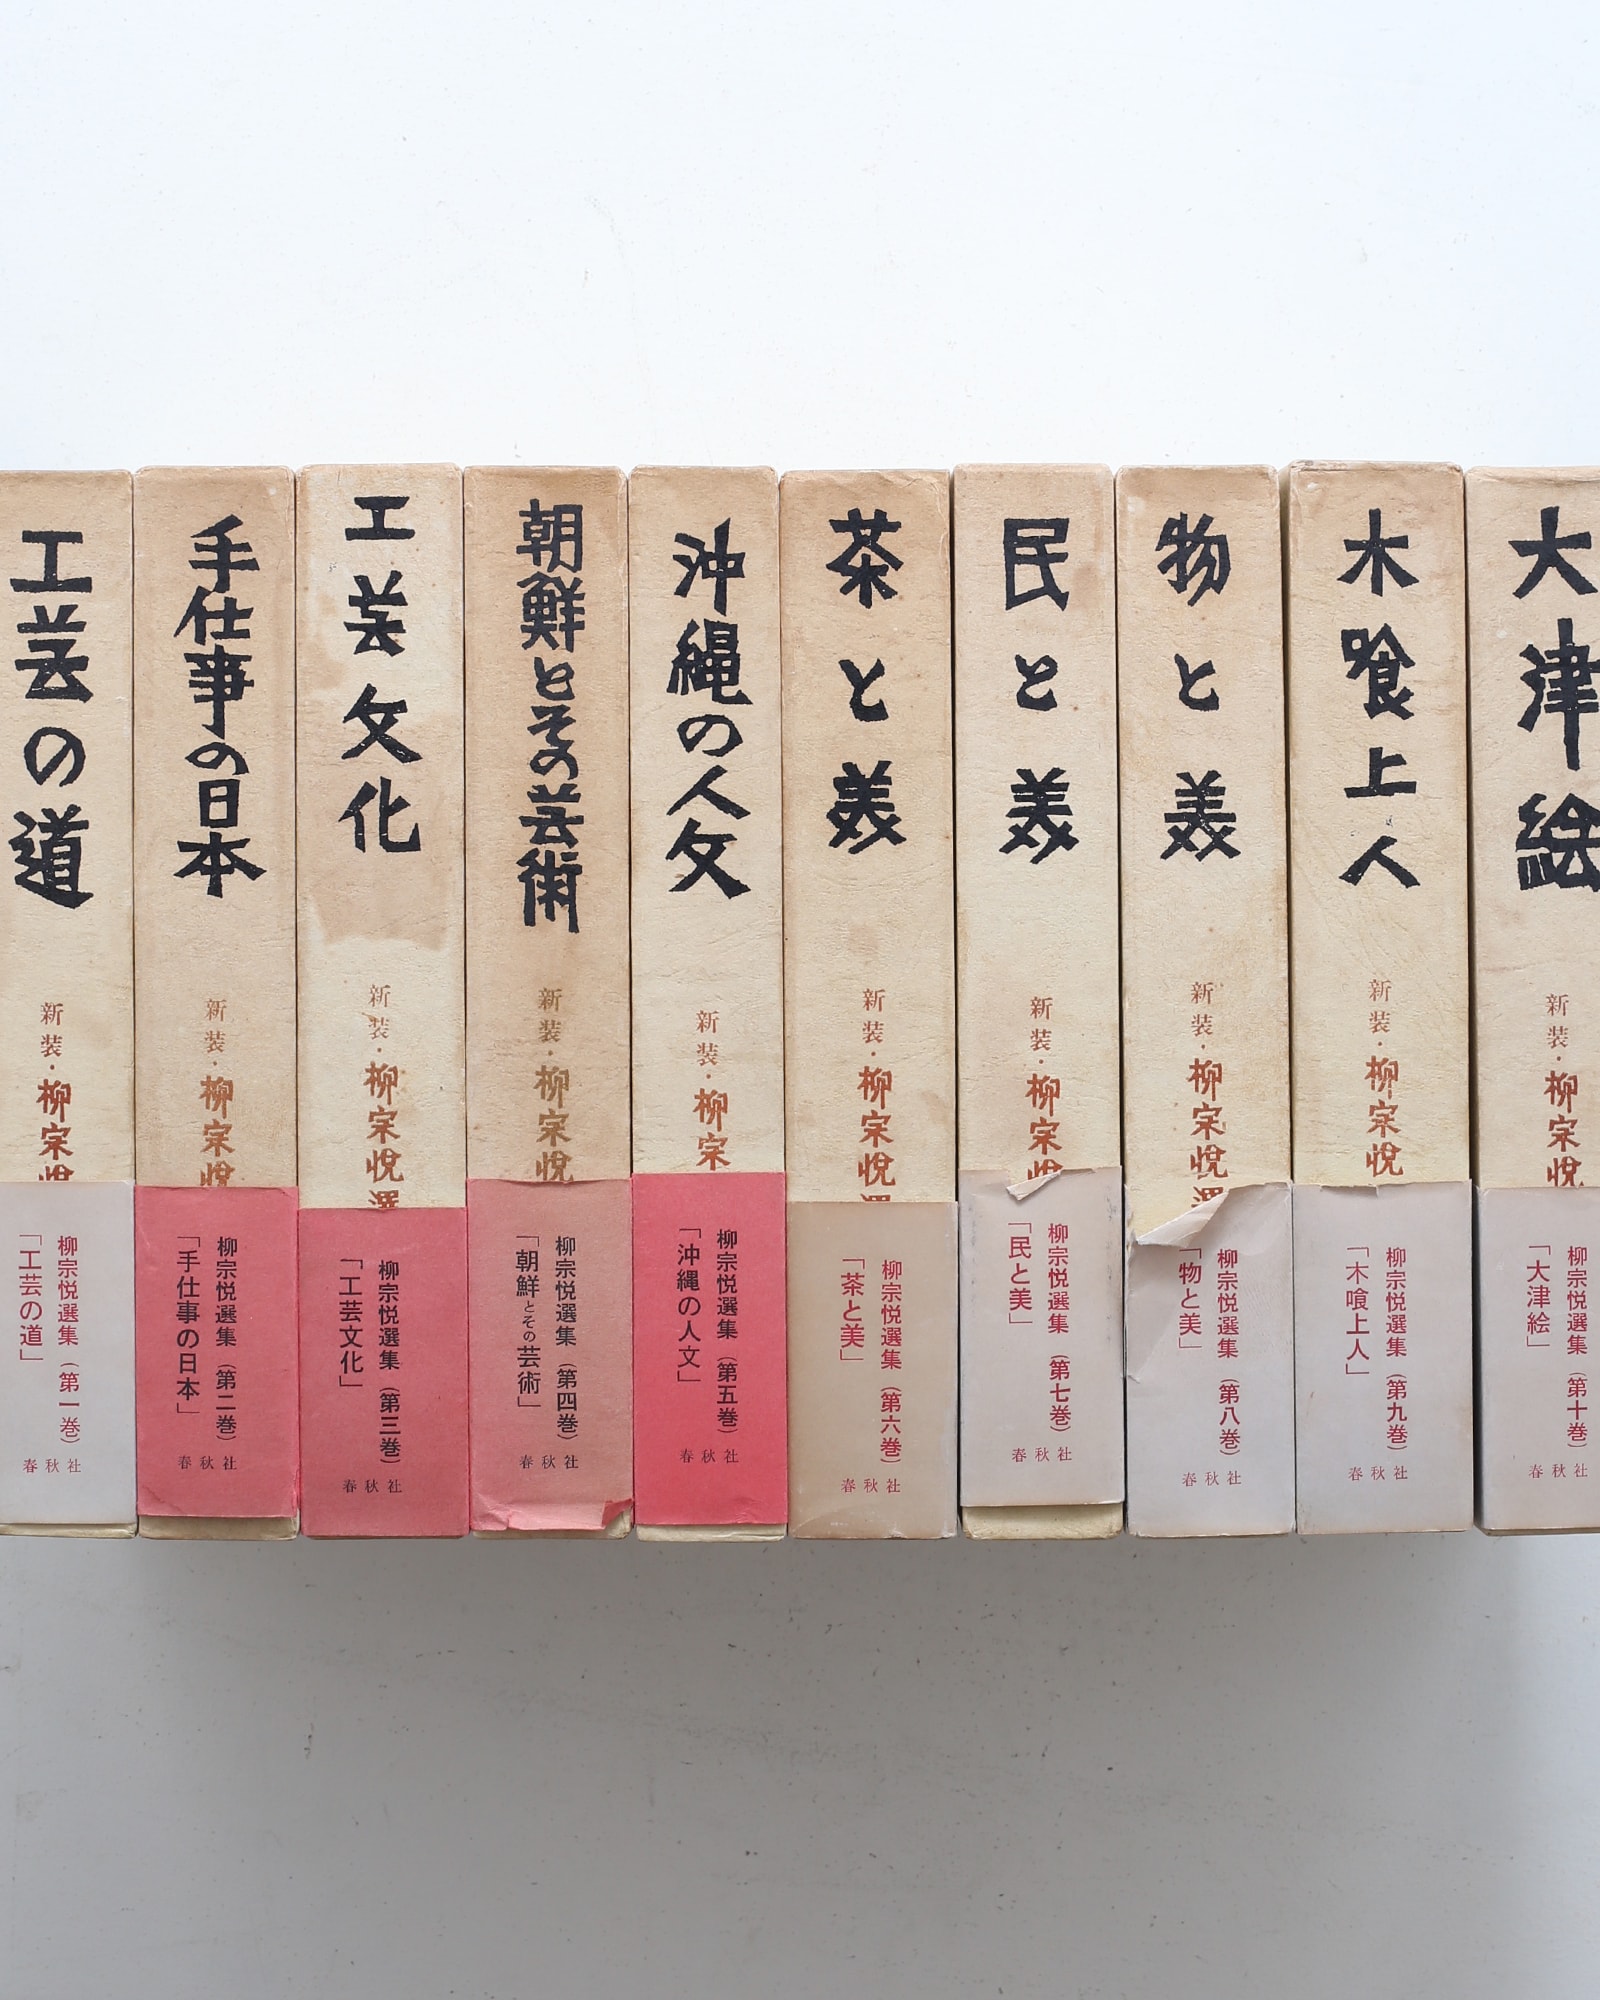 工芸の道
新装・柳宗悦
柳宗悦選集（第一巻）
「工芸の道」
春秋社
手仕事の日本
新装・柳宗悦
柳宗悦選集（第二巻）
「手仕事の日本」
春秋社
工芸文化
新装・柳宗悦選
柳宗悦選集（第三巻）
「工芸文化」
春秋社
朝鮮とその芸術
新装・柳宗悦
柳宗悦選集（第四巻）
「朝鮮とその芸術」
春秋社
沖縄の人文
新装・柳宗
柳宗悦選集（第五巻）
「沖縄の人文」
春秋社
茶と美
新装・柳宗悦選
柳宗悦選集（第六巻）
「茶と美」
春秋社
民と美
新装・柳宗悦
柳宗悦選集（第七巻）
「民と美」
春秋社
物と美
新装・柳宗悦選
柳宗悦選集（第八巻）
「物と美」
春秋社
木喰上人
新装・柳宗悦
柳宗悦選集（第九巻）
「木喰上人」
春秋社
大津絵
新装・柳宗悦
柳宗悦選集（第十巻）
「大津絵」
春秋社